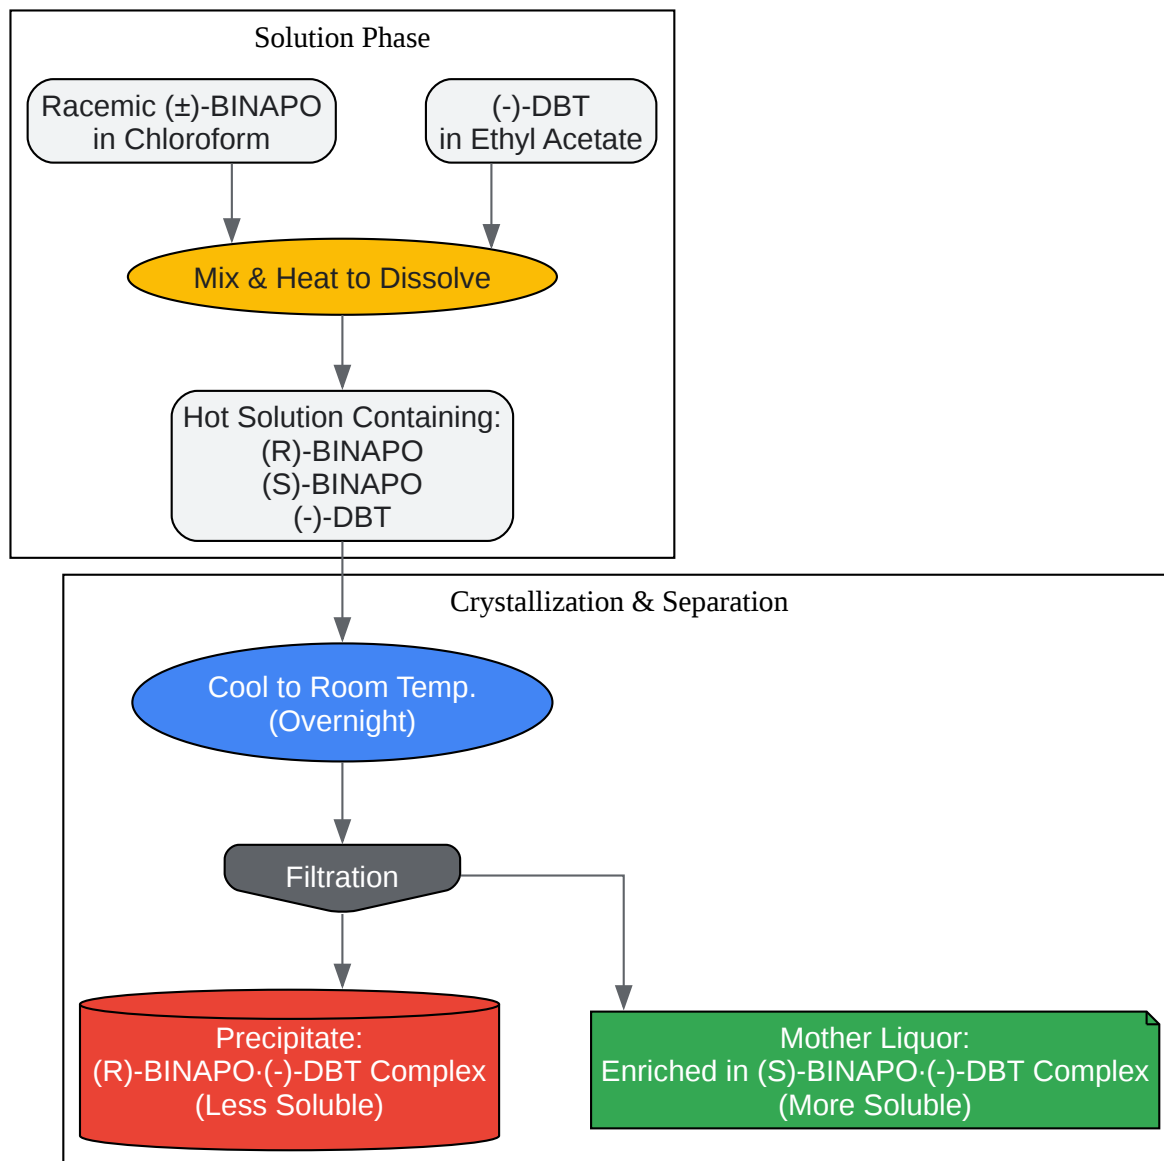 Solution Phase
Racemic (±)-BINAPO
in Chloroform
(-)-DBT
in Ethyl Acetate
Mix & Heat to Dissolve
Hot Solution Containing:
(R)-BINAPO
(S)-BINAPO
(-)-DBT
Crystallization & Separation
Cool to Room Temp.
(Overnight)
Filtration
Precipitate:
(R)-BINAPO·(-)-DBT Complex
(Less Soluble)
Mother Liquor:
Enriched in (S)-BINAPO·(-)-DBT Complex
(More Soluble)